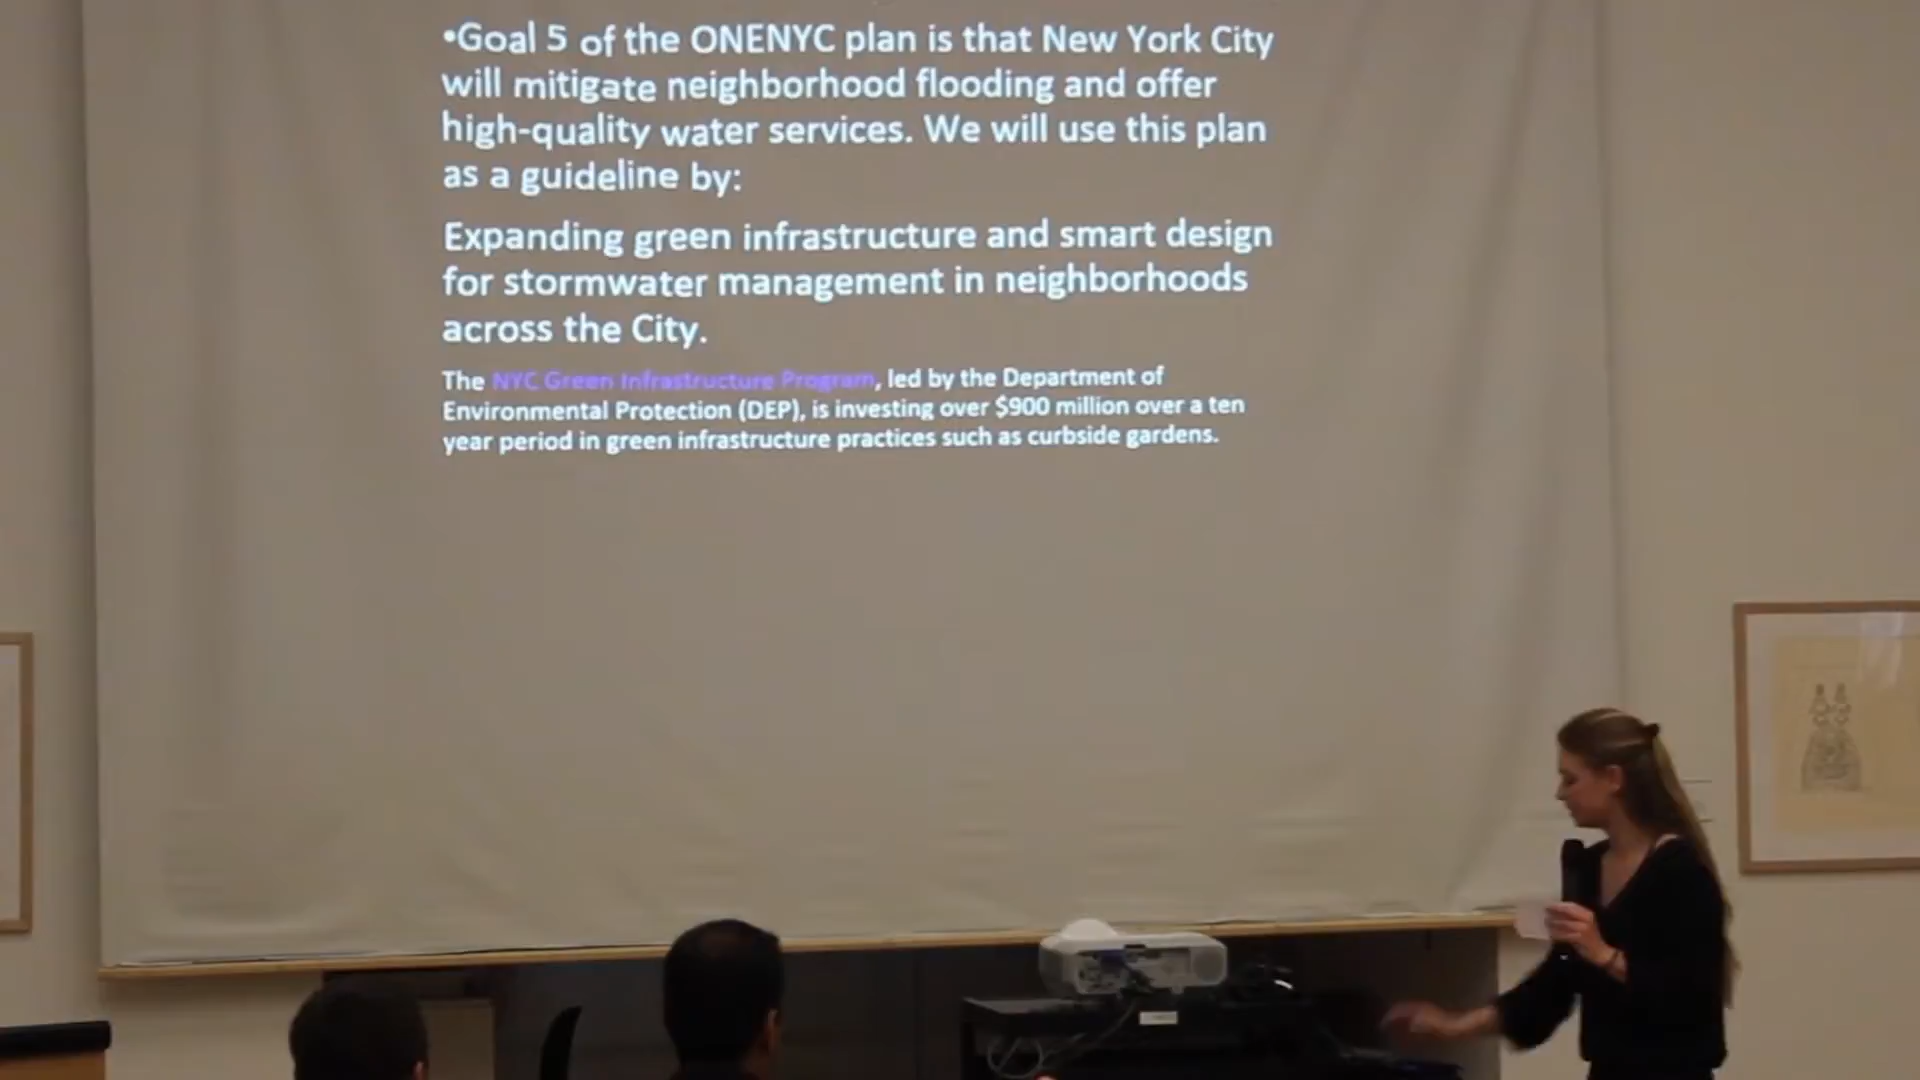 •Goal 5 of the ONENYC plan is that New York City
will mitigate neighborhood flooding and offer
high-quality water services. We will use this plan
as a guideline by:
Expanding green infrastructure and smart design
for stormwater management in neighborhoods
across the City.
The NYC Green Infrastructure Program, led by the Department of
Environmental Protection (DEP), is investing over $900 million over a ten
year period in green infrastructure practices such as curbside gardens.